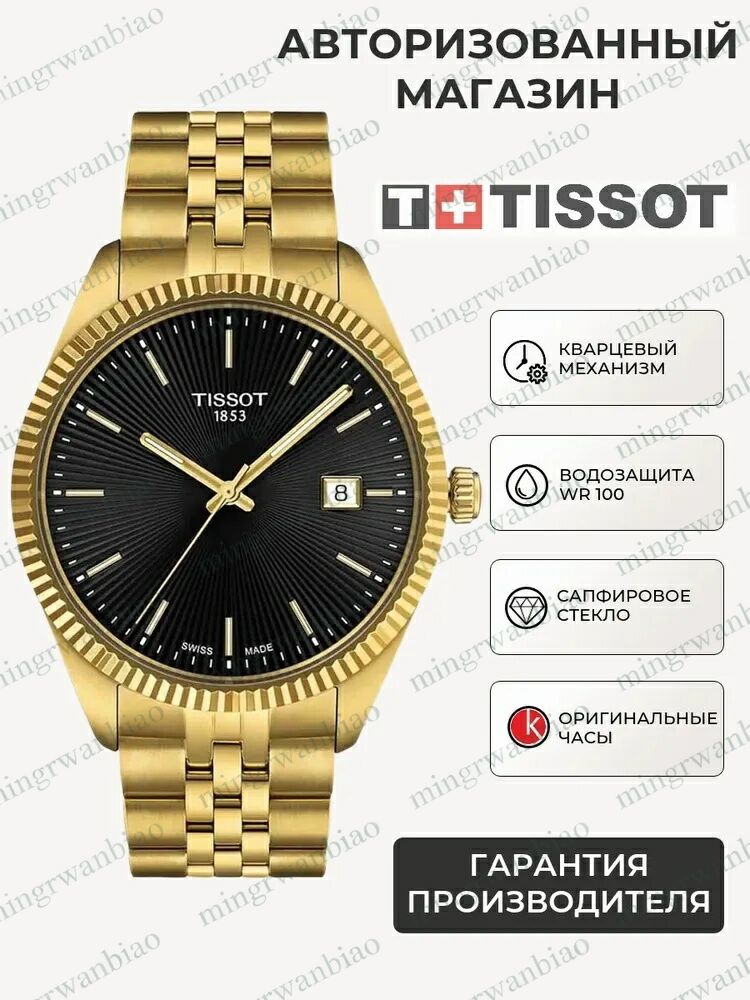 АВТОРИЗОВАННЫЙ
МАГАЗИН
T+ TISSOT
КВАРЦЕВЫЙ
МЕХАНИЗМ
TISSOT
1853
8
ВОДОЗАЩИТА
WR 100
САПФИРОВОЕ
СТЕКЛО
SWISS MADE
k
ОРИГИНАЛЬНЫЕ
ЧАСЫ
ГАРАНТИЯ
ПРОИЗВОДИТЕЛЯ
mingrwanbiao